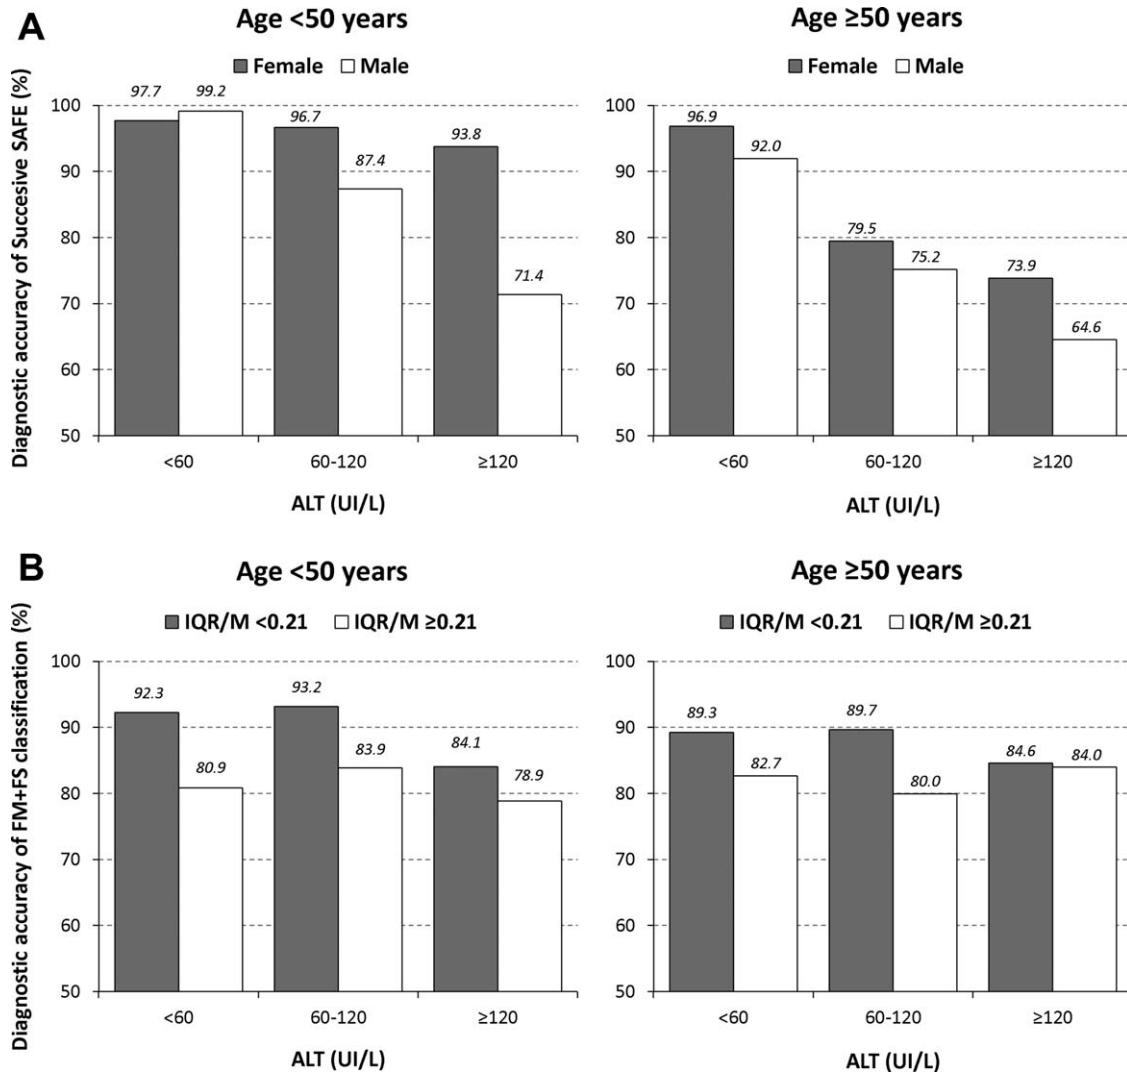 A
Age <50 years
Female Male
Diagnostic accuracy of Succesive SAFE (%)
100
90
80
70
60
50
97.7
99.2
96.7
87.4
93.8
71.4
<60 60-120 ≥120
ALT (UI/L)
Age ≥50 years
Female Male
100
90
80
70
60
50
96.9
92.0
79.5
75.2
73.9
64.6
<60 60-120 ≥120
ALT (UI/L)
B
Age <50 years
IQR/M <0.21 IQR/M ≥0.21
Diagnostic accuracy of FM+FS classification (%)
100
90
80
70
60
50
92.3
80.9
93.2
83.9
84.1
78.9
<60 60-120 ≥120
ALT (UI/L)
Age ≥50 years
IQR/M <0.21 IQR/M ≥0.21
100
90
80
70
60
50
89.3
82.7
89.7
80.0
84.6
84.0
<60 60-120 ≥120
ALT (UI/L)